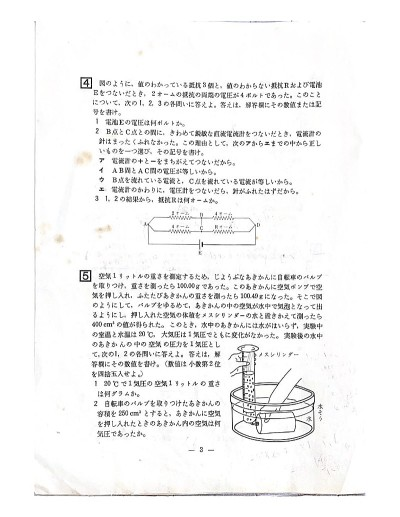 4 図のように，値のわかっている抵抗3個と，値のわからない抵抗Rおよび電池
Eをつないだとき，2オームの抵抗の両端の電圧が4ボルトであった。このこと
について，次の1，2，3の各問いに答えよ。答えは，解答欄にその数値または記
号を書け。
1 電池Eの電圧は何ボルトか。
2 B点とC点との間に，きわめて鋭敏な直流電流計をつないだとき，電流計の
針はまったくふれなかった。この理由として，次のアからエまでの中から正し
いものを一つ選び，その記号を書け。
ア 電流計の＋と－をまちがえてつないだから。
イ AB間とAC間の電圧が等しいから。
ウ B点を流れている電流と，C点を流れている電流が等しいから。
エ 電流計のかわりに，電圧計をつないだら，針がふれたはずだから。
3 1，2の結果から，抵抗Rは何オームか。
2オーム B 4オーム
A D
4オーム C R
E
5 空気1リットルの重さを測定するため，じょうぶなあきかんに自転車のバルブ
を取りつけ，重さを測ったら100.00gであった。このあきかんに空気ポンプで空
気を押し入れ，ふたたびあきかんの重さを測ったら100.49gになった。そこで図
のようにして，バルブをゆるめて，あきかんの中の空気が水中で気泡となって出
るようにし，押し入れた空気の体積をメスシリンダーの水と置きかえて測ったら
400cm³の値が得られた。このとき，水中のあきかんには水がはいらず，実験中
の室温と水温は20℃，大気圧は1気圧でともに変化がなかった。実験後の水中
のあきかんの中の空気の圧力を1気圧とし
て，次の1，2の各問いに答えよ。答えは，解
答欄にその数値を書け。（数値は小数第2位
を四捨五入せよ。）
1 20℃で1気圧の空気1リットルの重さ
は何グラムか。
2 自転車のバルブを取りつけたあきかんの
容積を250cm³とすると，あきかんに空気
を押し入れたときのあきかん内の空気は何
気圧であったか。
メスシリンダー
水そう
— 3 —